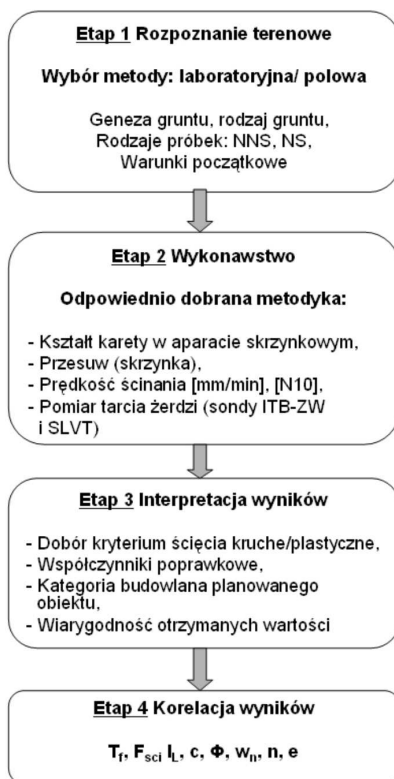 Etap 1 Rozpoznanie terenowe
Wybór metody: laboratoryjna/ polowa
Geneza gruntu, rodzaj gruntu,
Rodzaje próbek: NNS, NS,
Warunki początkowe
Etap 2 Wykonawstwo
Odpowiednio dobrana metodyka:
- Kształt karety w aparacie skrzynkowym,
- Przesuw (skrzynka),
- Prędkość ścinania [mm/min], [N10],
- Pomiar tarcia żerdzi (sondy ITB-ZW
i SLVT)
Etap 3 Interpretacja wyników
- Dobór kryterium ścięcia kruche/plastyczne,
- Współczynniki poprawkowe,
- Kategoria budowlana planowanego
obiektu,
- Wiarygodność otrzymanych wartości
Etap 4 Korelacja wyników
Tf, Fsci IL, c, Φ, wn, n, e